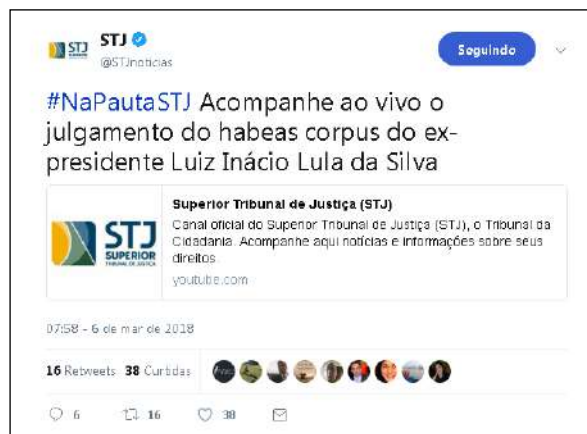 STJ
@STJnoticias
Seguindo
#NaPautaSTJ Acompanhe ao vivo o
julgamento do habeas corpus do ex-
presidente Luiz Inácio Lula da Silva
STJ
SUPERIOR
TRIBUNAL DE JUSTIÇA
Superior Tribunal de Justiça (STJ)
Canal oficial do Superior Tribunal de Justiça (STJ), o Tribunal da
Cidadania. Acompanhe aqui notícias e informações sobre seus
direitos.
youtube.com
07:58 - 6 de mar de 2018
16 Retweets 38 Curtidas
6 16 38